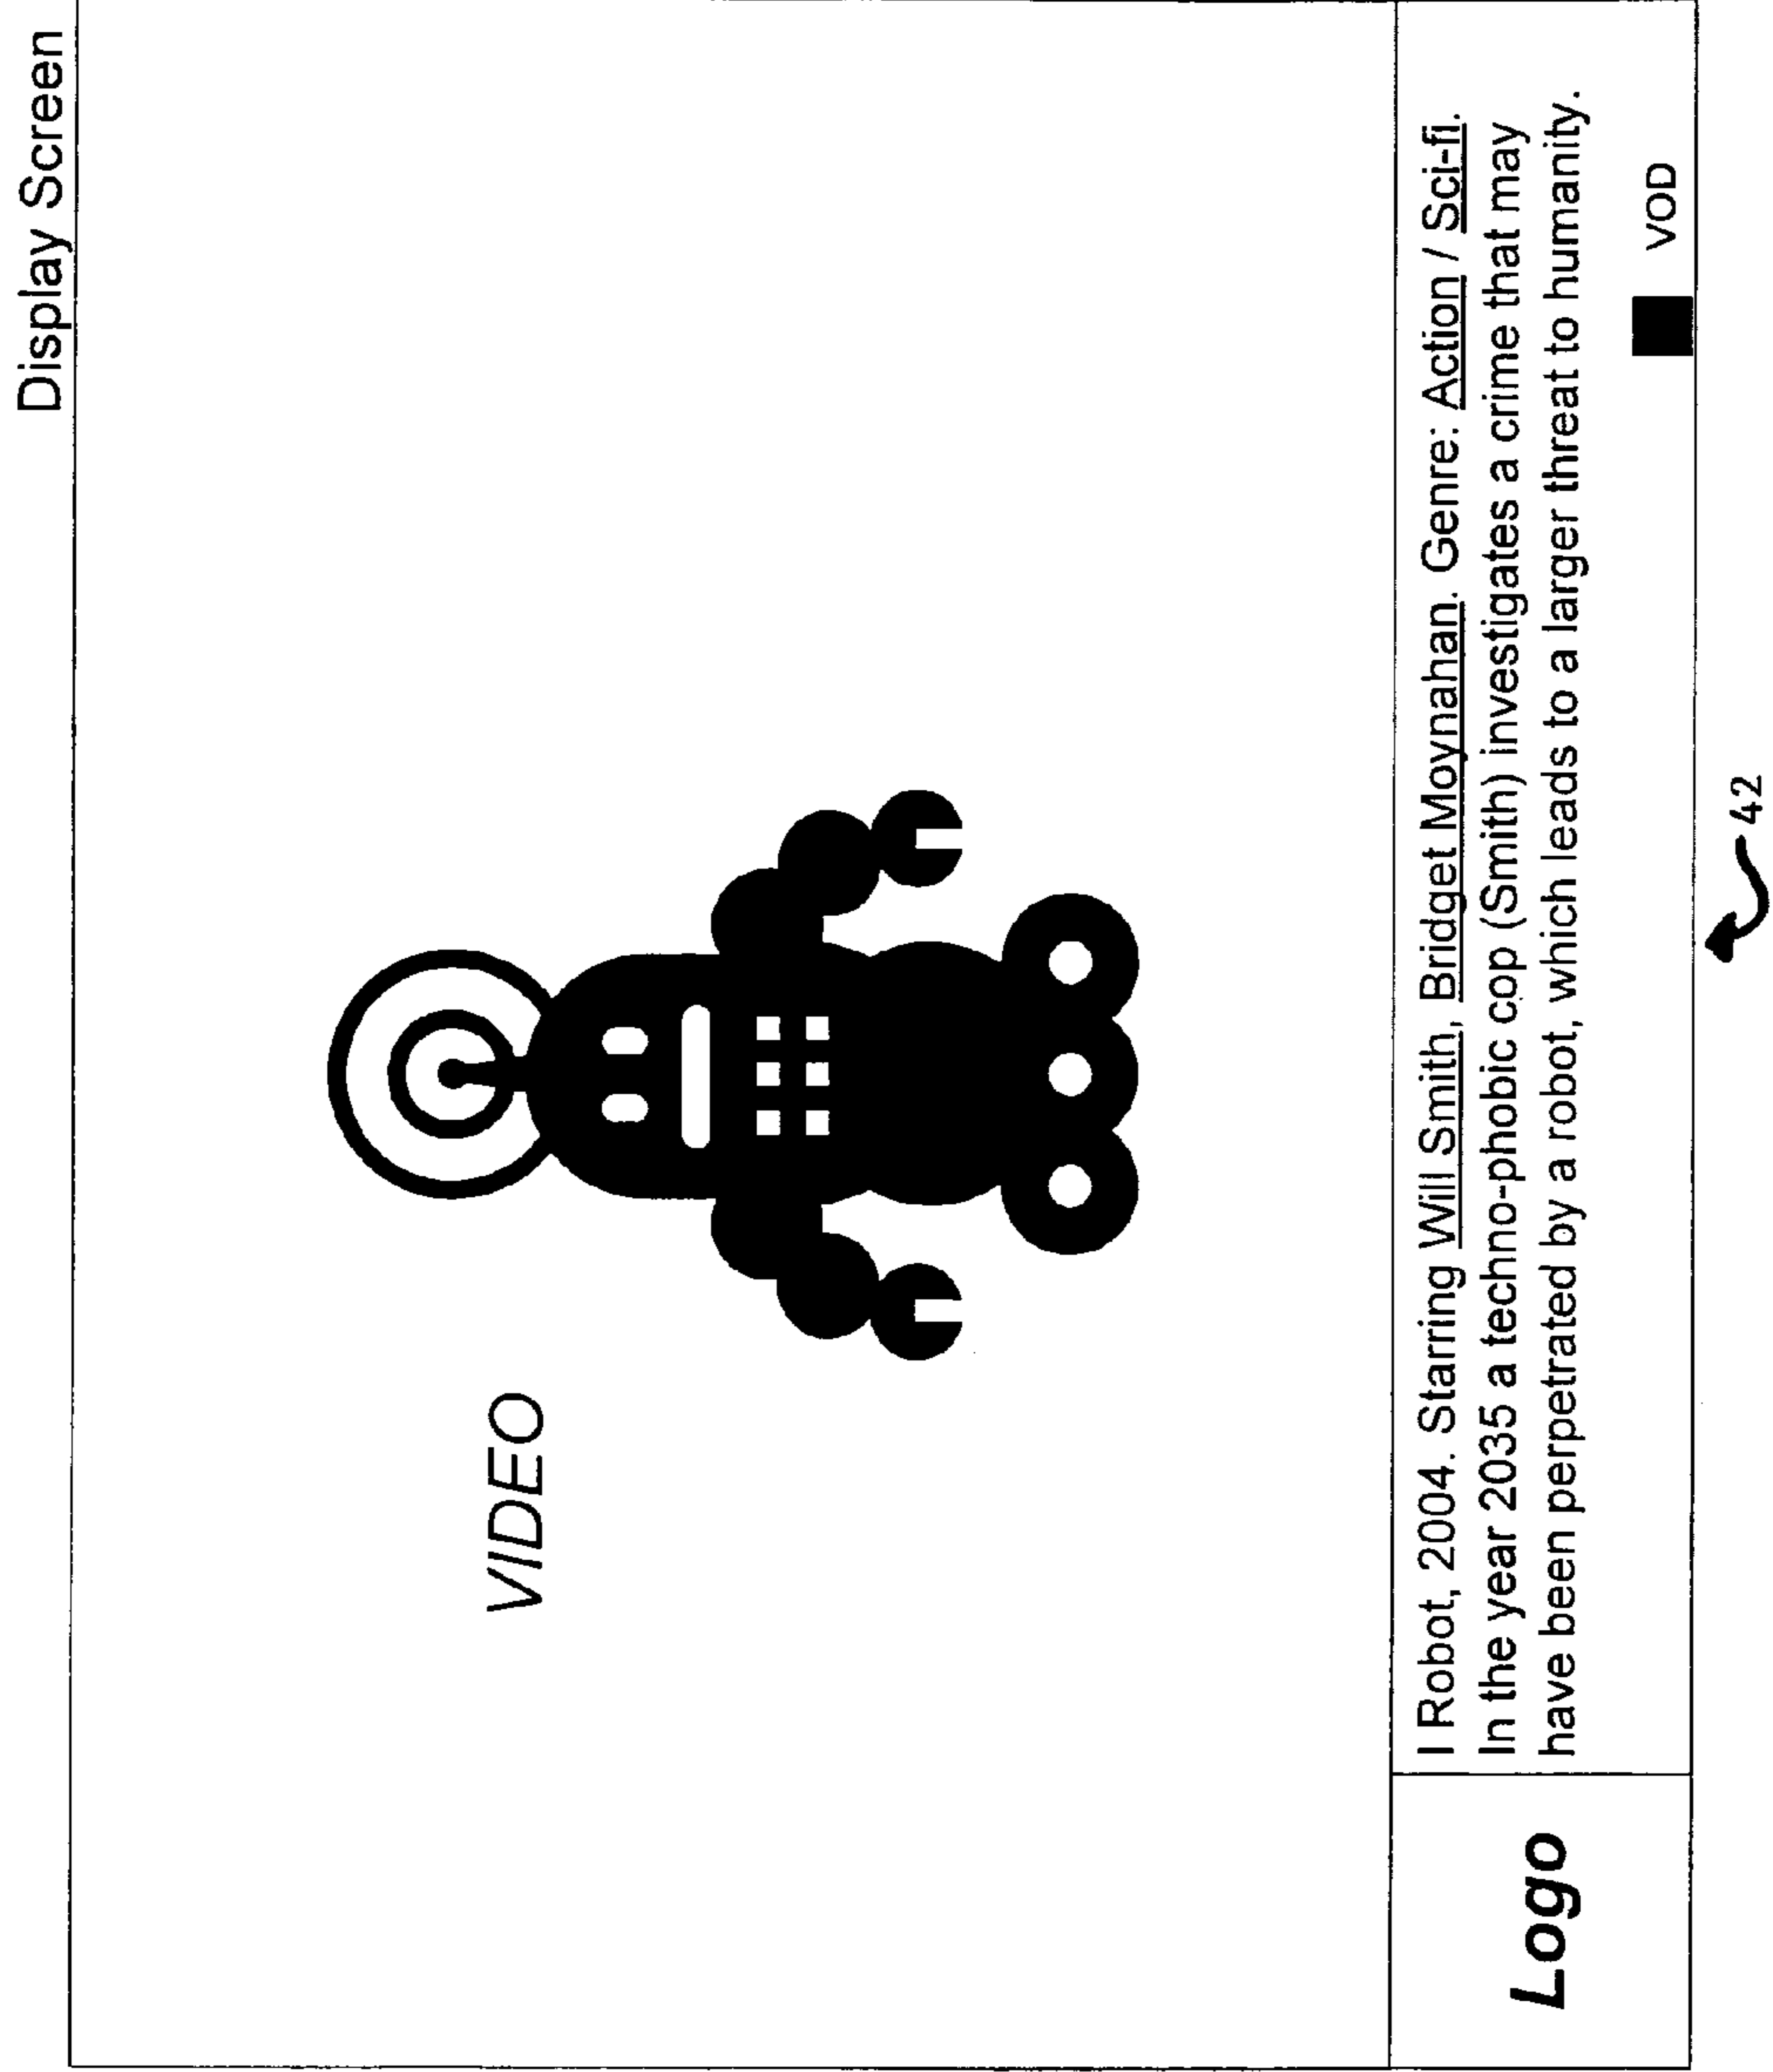 Display Screen
VIDEO
Logo
I Robot, 2004. Starring Will Smith, Bridget Moynahan. Genre: Action / Sci-fi.
In the year 2035 a techno-phobic cop (Smith) investigates a crime that may
have been perpetrated by a robot, which leads to a larger threat to humanity.
VOD
42